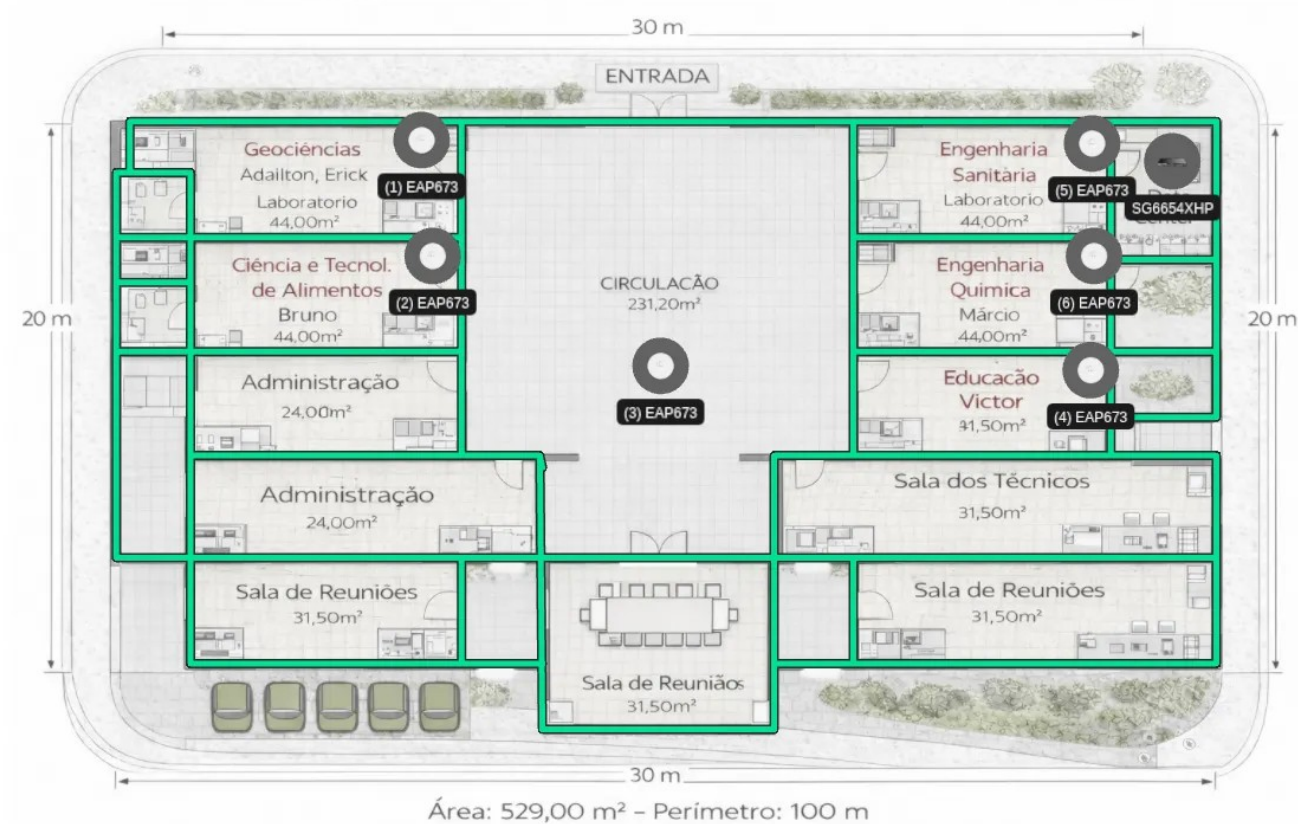 30 m
ENTRADA
Geociências
Adailton, Erick
Laboratorio
44,00m²
(1) EAP673
Engenharia
Sanitària
Laboratorio
44,00m²
(5) EAP673
SG6654XHP
Ciência e Tecnol.
de Alimentos
Bruno
44,00m²
(2) EAP673
CIRCULAÇÃO
231,20m²
Engenharia
Quimica
Márcio
44,00m²
(6) EAP673
20 m
20 m
Administração
24,00m²
(3) EAP673
Educacão
Victor
41,50m²
(4) EAP673
Administração
24,00m²
Sala dos Técnicos
31,50m²
Sala de Reuniões
31,50m²
Sala de Reuniões
31,50m²
Sala de Reuniãos
31,50m²
30 m
Área: 529,00 m² – Perímetro: 100 m